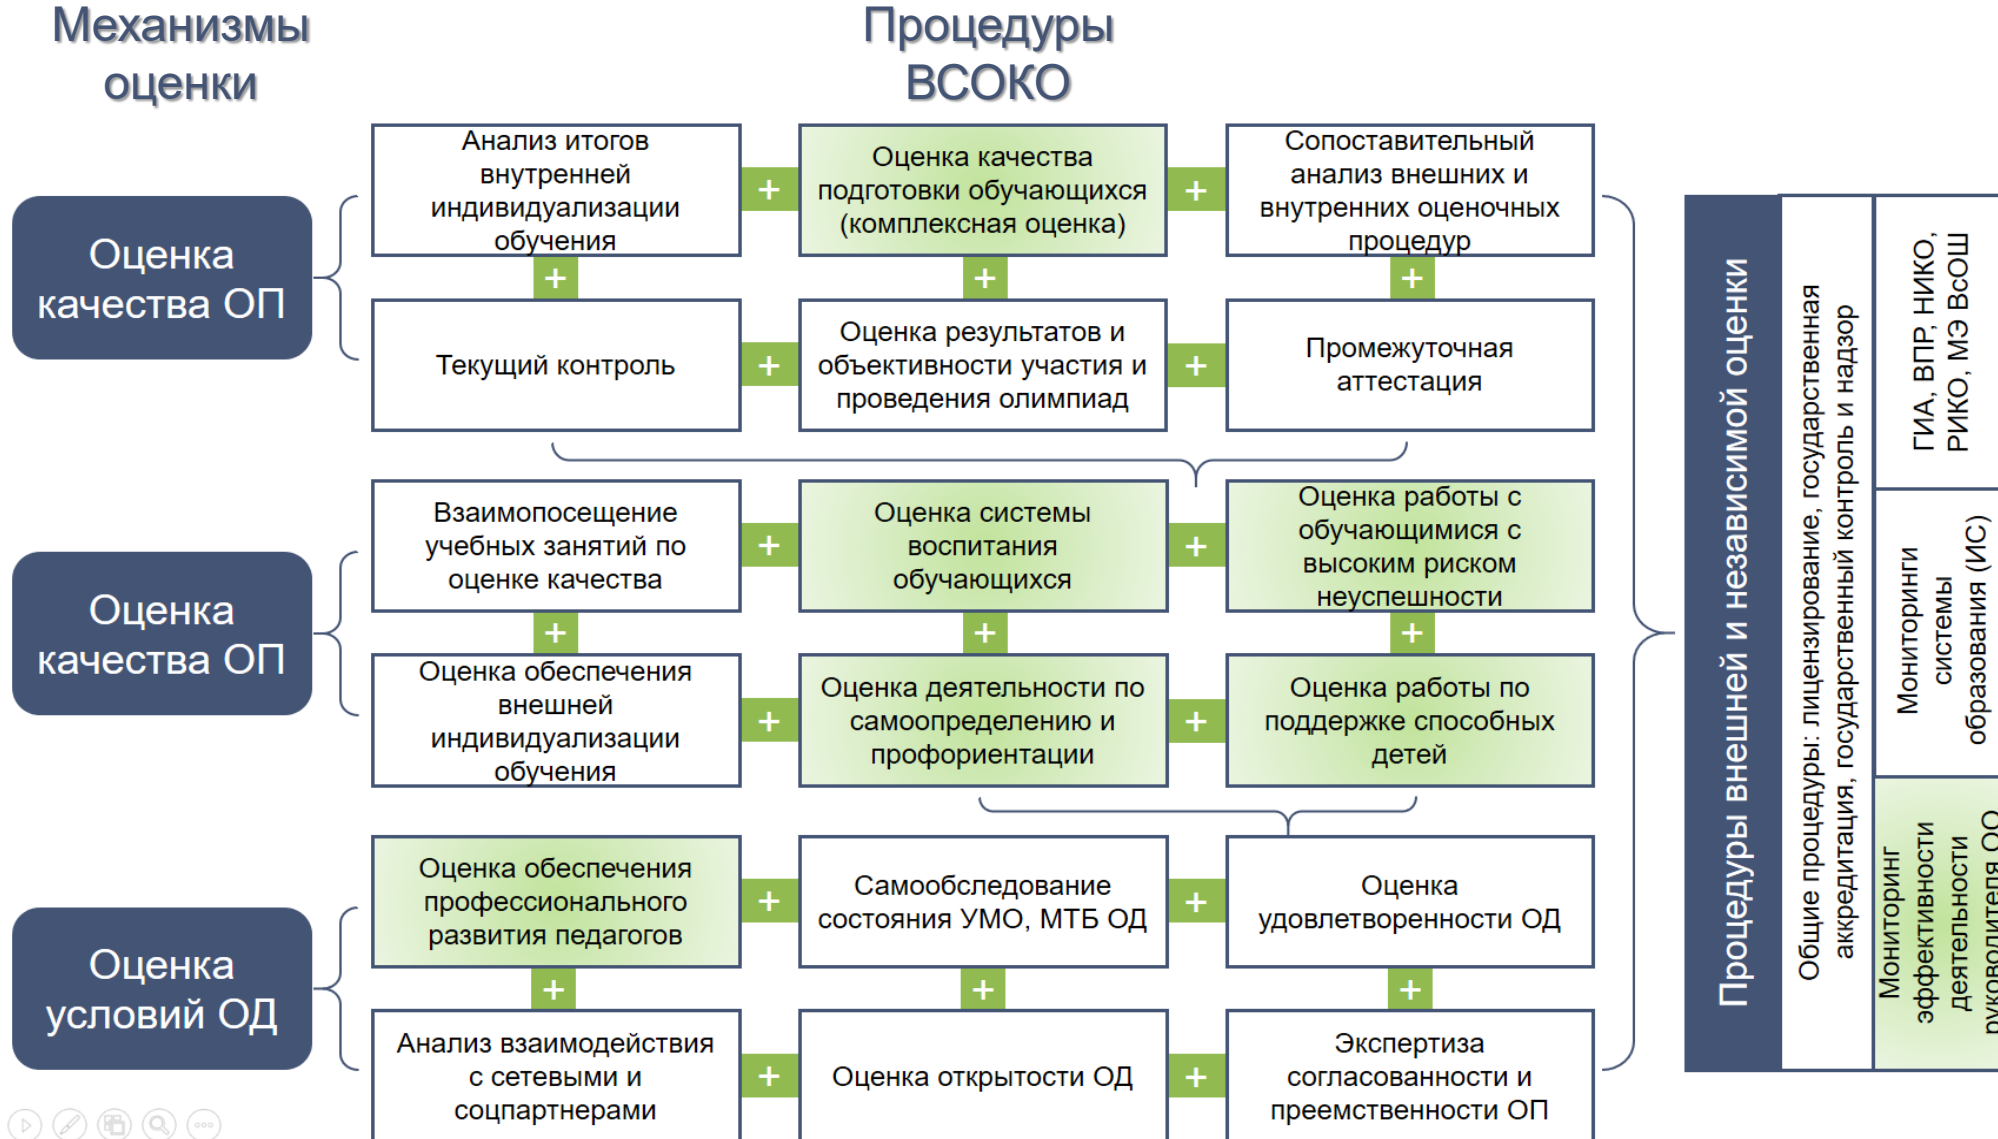 Механизмы
оценки
Процедуры
ВСОКО
Оценка
качества ОП
Анализ итогов
внутренней
индивидуализации
обучения
+
Оценка качества
подготовки обучающихся
(комплексная оценка)
+
Сопоставительный
анализ внешних и
внутренних оценочных
процедур
+
+
+
Текущий контроль
+
Оценка результатов и
объективности участия и
проведения олимпиад
+
Промежуточная
аттестация
Оценка
качества ОП
Взаимопосещение
учебных занятий по
оценке качества
+
Оценка системы
воспитания
обучающихся
+
Оценка работы с
обучающимися с
высоким риском
неуспешности
+
+
+
Оценка обеспечения
внешней
индивидуализации
обучения
+
Оценка деятельности по
самоопределению и
профориентации
+
Оценка работы по
поддержке способных
детей
Оценка
условий ОД
Оценка обеспечения
профессионального
развития педагогов
+
Самообследование
состояния УМО, МТБ ОД
+
Оценка
удовлетворенности ОД
+
+
+
Анализ взаимодействия
с сетевыми и
соцпартнерами
+
Оценка открытости ОД
+
Экспертиза
согласованности и
преемственности ОП
Процедуры внешней и независимой оценки
Общие процедуры: лицензирование, государственная
аккредитация, государственный контроль и надзор
ГИА, ВПР, НИКО,
РИКО, МЭ ВсОШ
Мониторинги
системы
образования (ИС)
Мониторинг
эффективности
деятельности
руководителя ОО